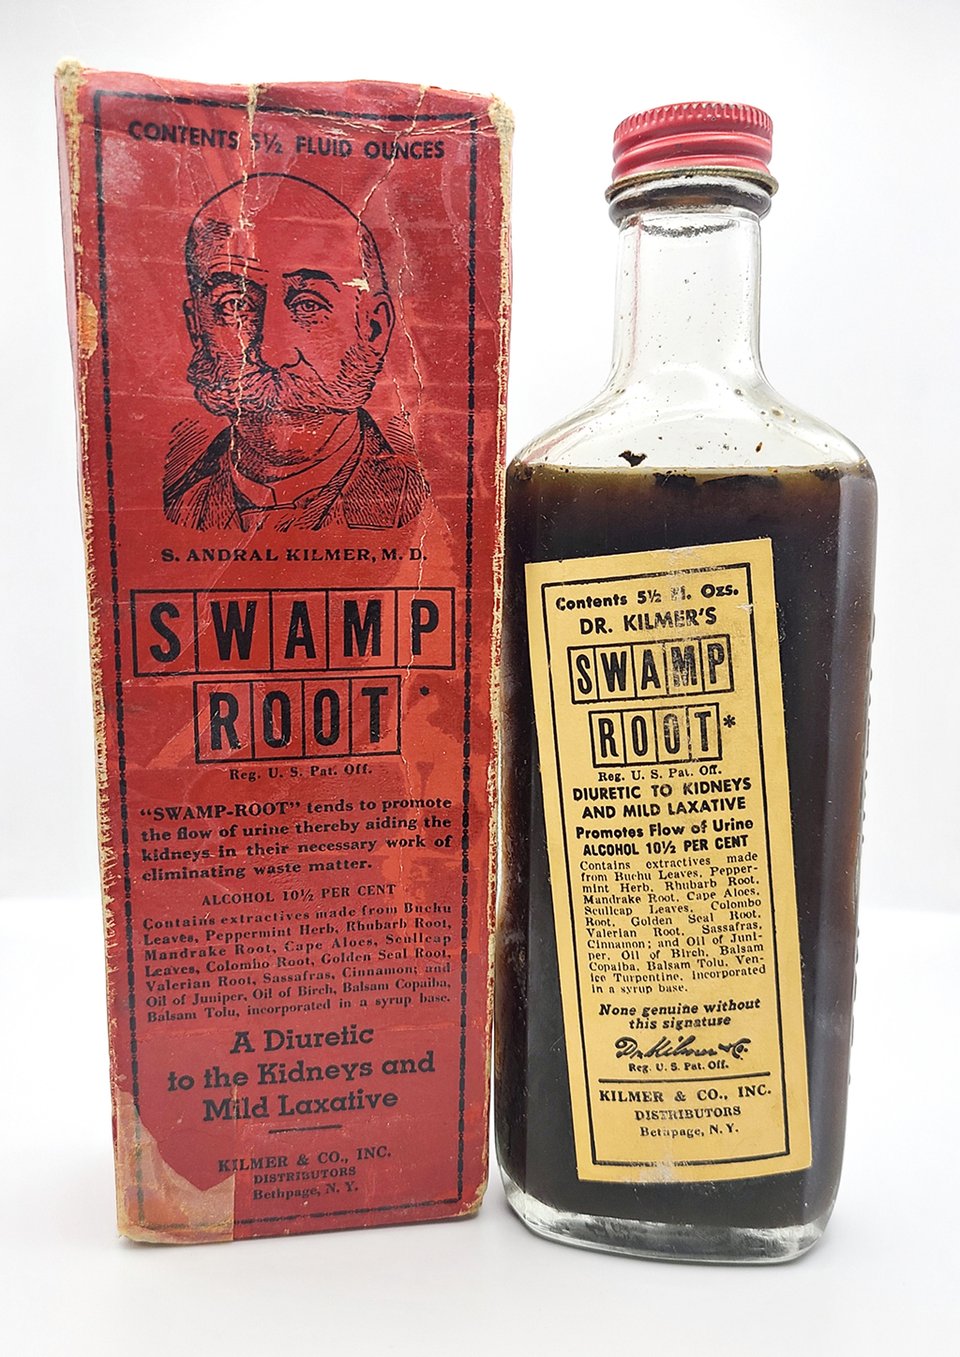 CONTENTS 5½ FLUID OUNCES
S. ANDRAL KILMER, M. D.
SWAMP
ROOT*
Reg. U. S. Pat. Off.
"SWAMP-ROOT" tends to promote
the flow of urine thereby aiding the
kidneys in their necessary work of
eliminating waste matter.
ALCOHOL 10½ PER CENT
Contains extractives made from Buchu
Leaves, Peppermint Herb, Rhubarb Root,
Mandrake Root, Cape Aloes, Scullcap
Leaves, Colombo Root, Golden Seal Root,
Valerian Root, Sassafras, Cinnamon; and
Oil of Juniper, Oil of Birch, Balsam Copaiba,
Balsam Tolu, incorporated in a syrup base.
A Diuretic
to the Kidneys and
Mild Laxative
KILMER & CO., INC.
DISTRIBUTORS
Bethpage, N. Y.
Contents 5½ Fl. Ozs.
DR. KILMER'S
SWAMP
ROOT*
Reg. U. S. Pat. Off.
DIURETIC TO KIDNEYS
AND MILD LAXATIVE
Promotes Flow of Urine
ALCOHOL 10½ PER CENT
Contains extractives made
from Buchu Leaves, Pepper-
mint Herb, Rhubarb Root,
Mandrake Root, Cape Aloes,
Scullcap Leaves, Colombo
Root, Golden Seal Root,
Valerian Root, Sassafras,
Cinnamon; and Oil of Juni-
per, Oil of Birch, Balsam
Copaiba, Balsam Tolu, Ven-
ice Turpentine, incorporated
in a syrup base.
None genuine without
this signature
Dr. Kilmer & Co.
Reg. U. S. Pat. Off.
KILMER & CO., INC.
DISTRIBUTORS
Bethpage, N. Y.